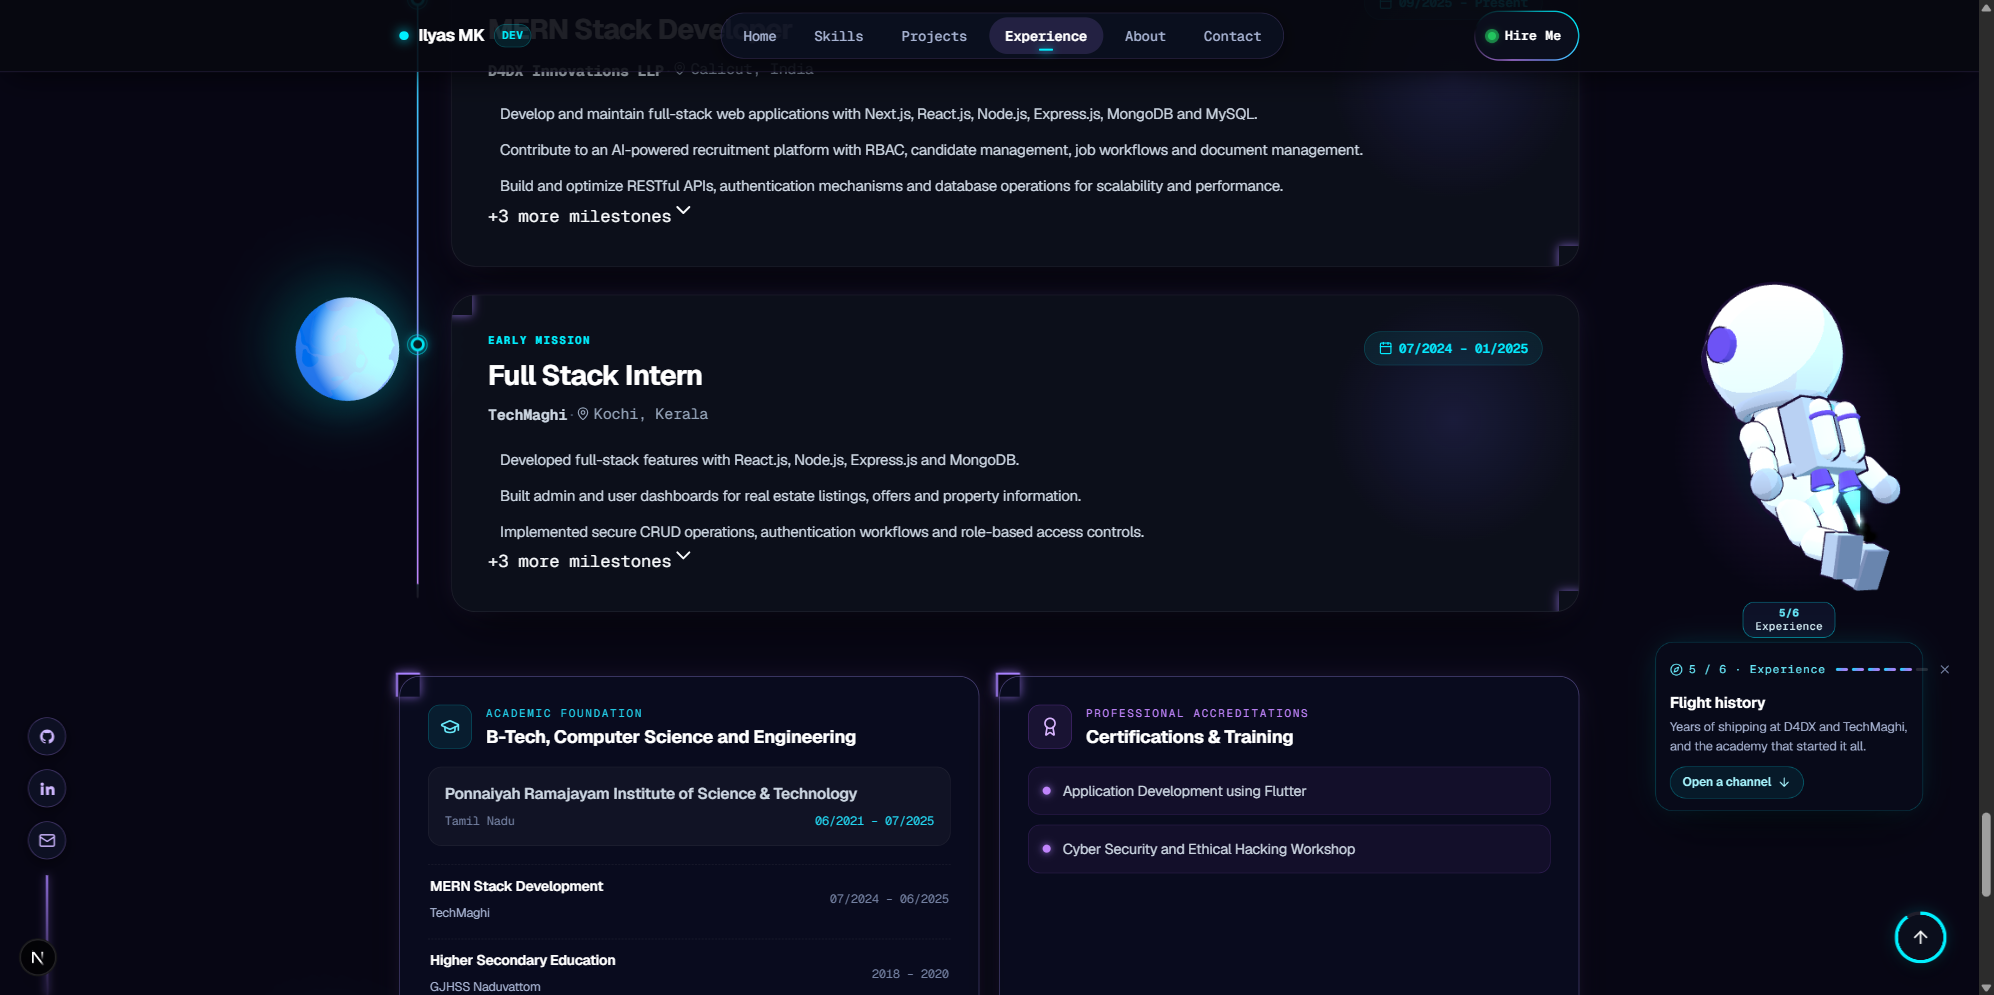 MERN Stack Developer
09/2025 - Present
Ilyas MK
DEV
Home
Skills
Projects
Experience
About
Contact
Hire Me
D4DX Innovations LLP
Calicut, India
Develop and maintain full-stack web applications with Next.js, React.js, Node.js, Express.js, MongoDB and MySQL.
Contribute to an AI-powered recruitment platform with RBAC, candidate management, job workflows and document management.
Build and optimize RESTful APIs, authentication mechanisms and database operations for scalability and performance.
+3 more milestones
EARLY MISSION
07/2024 - 01/2025
Full Stack Intern
TechMaghi · Kochi, Kerala
Developed full-stack features with React.js, Node.js, Express.js and MongoDB.
Built admin and user dashboards for real estate listings, offers and property information.
Implemented secure CRUD operations, authentication workflows and role-based access controls.
+3 more milestones
5/6
Experience
5 / 6 · Experience
Flight history
Years of shipping at D4DX and TechMaghi,
and the academy that started it all.
Open a channel
ACADEMIC FOUNDATION
B-Tech, Computer Science and Engineering
Ponnaiyah Ramajayam Institute of Science & Technology
Tamil Nadu
06/2021 - 07/2025
MERN Stack Development
07/2024 - 06/2025
TechMaghi
Higher Secondary Education
2018 - 2020
GJHSS Naduvattom
PROFESSIONAL ACCREDITATIONS
Certifications & Training
Application Development using Flutter
Cyber Security and Ethical Hacking Workshop
in
N